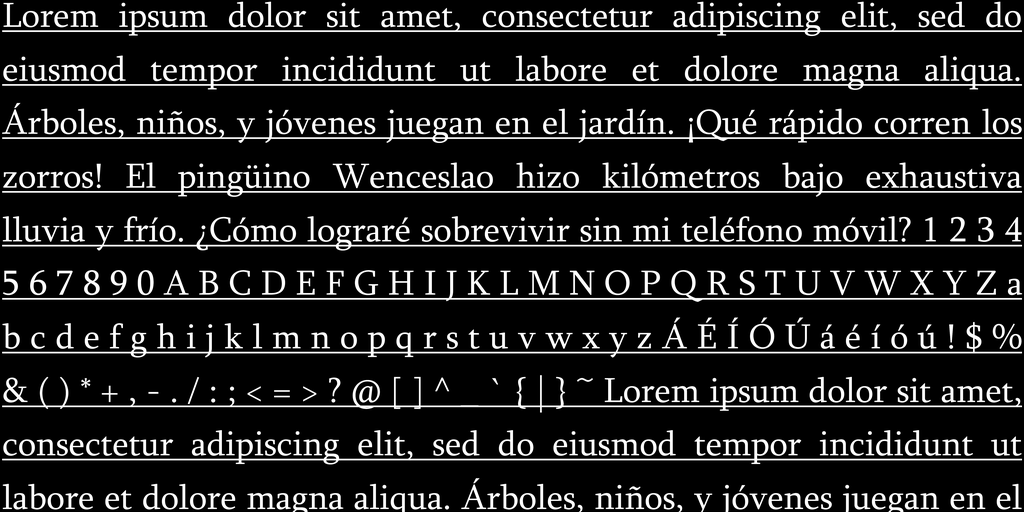 Lorem ipsum dolor sit amet, consectetur adipiscing elit, sed do
eiusmod tempor incididunt ut labore et dolore magna aliqua.
Árboles, niños, y jóvenes juegan en el jardín. ¡Qué rápido corren los
zorros! El pingüino Wenceslao hizo kilómetros bajo exhaustiva
lluvia y frío. ¿Cómo lograré sobrevivir sin mi teléfono móvil? 1 2 3 4
5 6 7 8 9 0 A B C D E F G H I J K L M N O P Q R S T U V W X Y Z a
b c d e f g h i j k l m n o p q r s t u v w x y z Á É Í Ó Ú á é í ó ú ! $ %
& ( ) * + , - . / : ; < = > ? @ [ ] ^ _ ` { | } ~ Lorem ipsum dolor sit amet,
consectetur adipiscing elit, sed do eiusmod tempor incididunt ut
labore et dolore magna aliqua. Árboles, niños, y jóvenes juegan en el